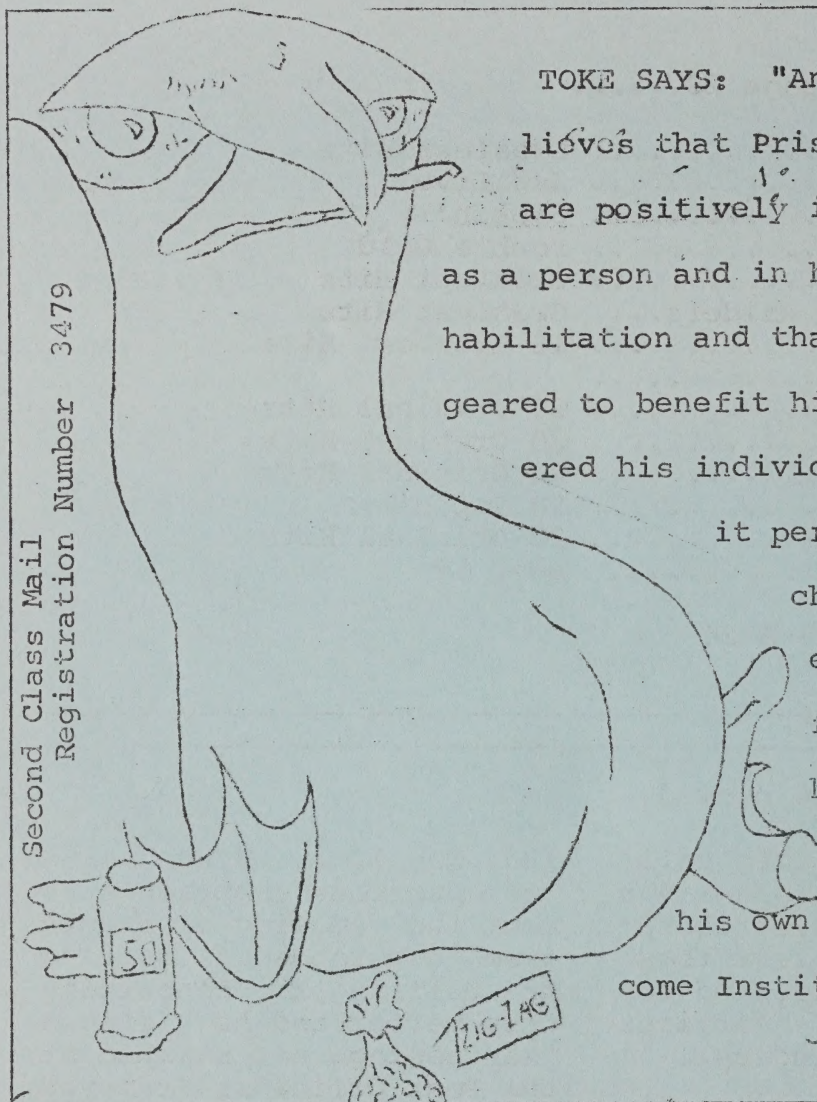 TOKE SAYS: "An
lieves that Pris
are positively i
as a person and in h
habilitation and tha
geared to benefit hi
ered his individ
it per
ch
e
his own
come Instit
Second Class Mail
Registration Number 3479
50
ZIG-ZAG